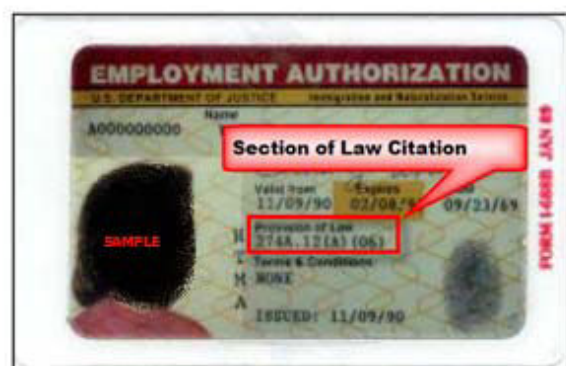 EMPLOYMENT AUTHORIZATION
U.S. DEPARTMENT OF JUSTICE Immigration and Naturalization Service
Name
A000000000
Section of Law Citation
Valid from Expires
11/09/90 02/08/9 09/23/69
Provision of Law
274A.12(A)(06)
Terms & Conditions
NONE
ISSUED: 11/09/90
SAMPLE
FORM I-688B JAN 89